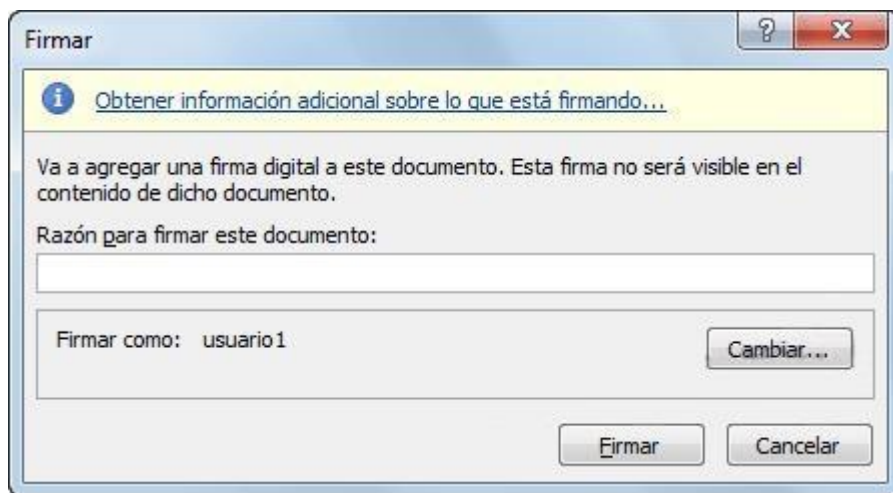 Firmar
Obtener información adicional sobre lo que está firmando...
Va a agregar una firma digital a este documento. Esta firma no será visible en el
contenido de dicho documento.
Razón para firmar este documento:
Firmar como: usuario1
Cambiar...
Firmar Cancelar